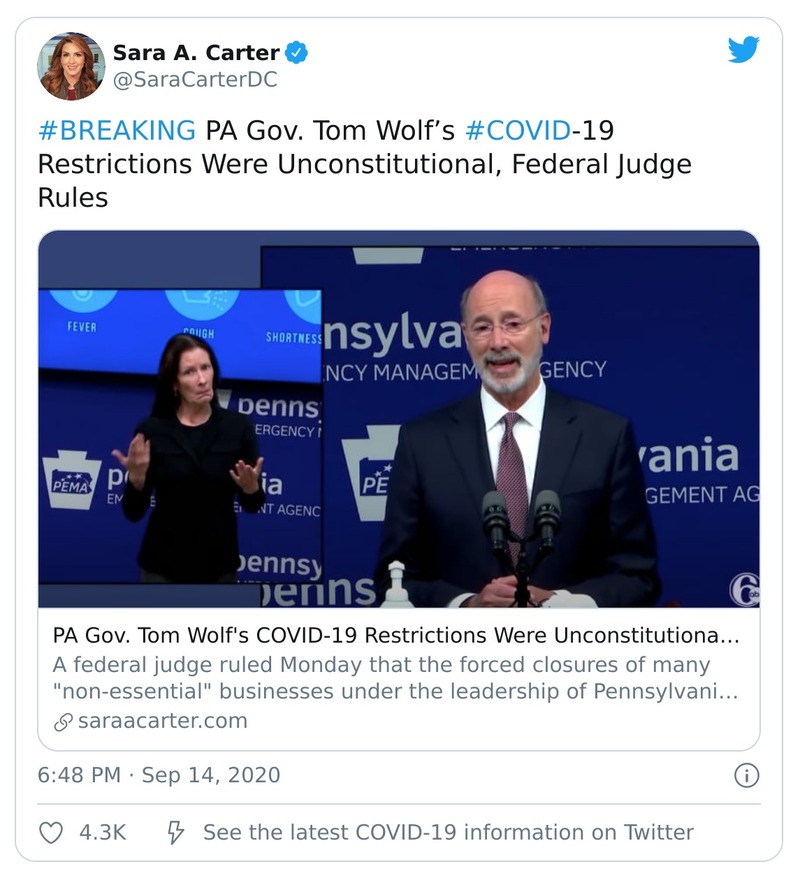 Sara A. Carter
@SaraCarterDC
#BREAKING PA Gov. Tom Wolf’s #COVID-19
Restrictions Were Unconstitutional, Federal Judge
Rules
FEVER
COUGH
SHORTNESS
nsylva
NCY MANAGEM GENCY
penns
ERGENCY
PEMA
p ia
EM NT AGENC
pennsy
penns
PE
vania
GEMENT AG
6
PA Gov. Tom Wolf's COVID-19 Restrictions Were Unconstitutiona…
A federal judge ruled Monday that the forced closures of many
"non-essential" businesses under the leadership of Pennsylvani…
saraacarter.com
6:48 PM · Sep 14, 2020
4.3K See the latest COVID-19 information on Twitter